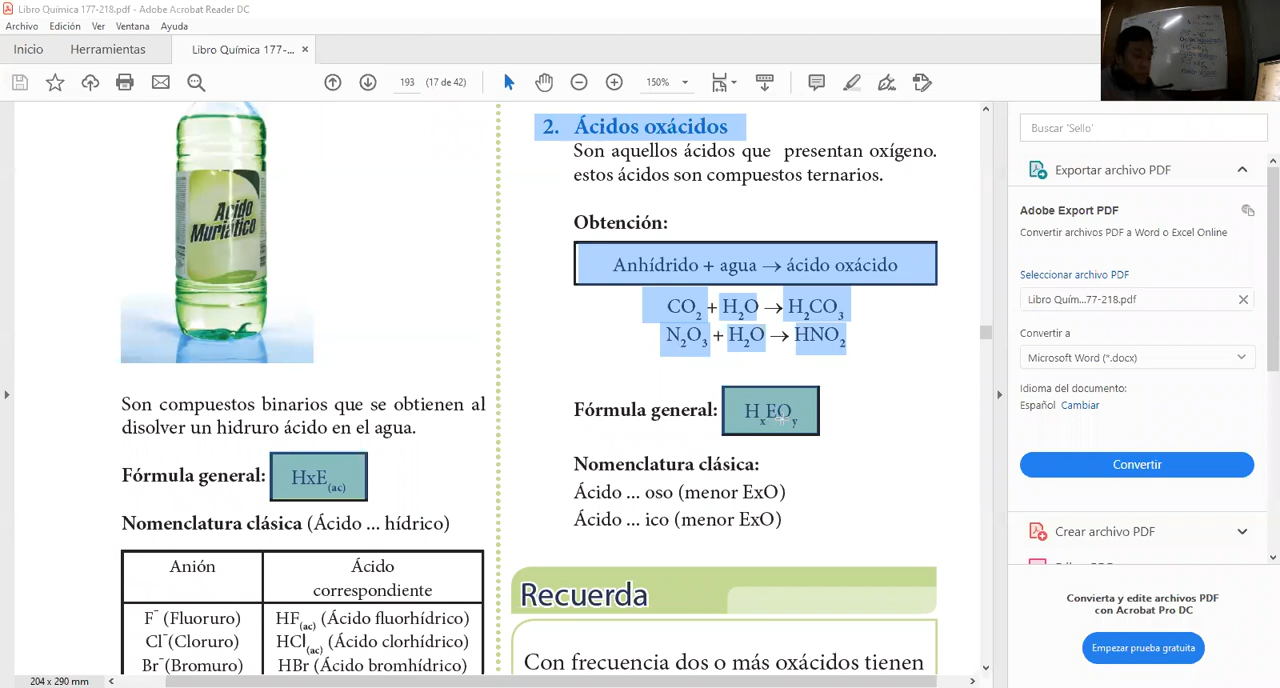 Libro Química 177-218.pdf - Adobe Acrobat Reader DC
Archivo Edición Ver Ventana Ayuda
Inicio Herramientas Libro Química 177-... ×
193 (17 de 42) 150%
Ácido
Muriático
Son compuestos binarios que se obtienen al
disolver un hidruro ácido en el agua.
Fórmula general: HxE(ac)
Nomenclatura clásica (Ácido ... hídrico)
Anión Ácido
correspondiente
F⁻ (Fluoruro) HF(ac) (Ácido fluorhídrico)
Cl⁻(Cloruro) HCl(ac) (Ácido clorhídrico)
Br⁻(Bromuro) HBr (Ácido bromhídrico)
2. Ácidos oxácidos
Son aquellos ácidos que presentan oxígeno.
estos ácidos son compuestos ternarios.
Obtención:
Anhídrido + agua → ácido oxácido
CO₂ + H₂O → H₂CO₃
N₂O₃ + H₂O → HNO₂
Fórmula general: HxEOy
Nomenclatura clásica:
Ácido ... oso (menor ExO)
Ácido ... ico (menor ExO)
Recuerda
Con frecuencia dos o más oxácidos tienen
204 x 290 mm
Buscar 'Sello'
Exportar archivo PDF
Adobe Export PDF
Convertir archivos PDF a Word o Excel Online
Seleccionar archivo PDF
Libro Quím...77-218.pdf
Convertir a
Microsoft Word (*.docx)
Idioma del documento:
Español Cambiar
Convertir
Crear archivo PDF
Convierta y edite archivos PDF
con Acrobat Pro DC
Empezar prueba gratuita